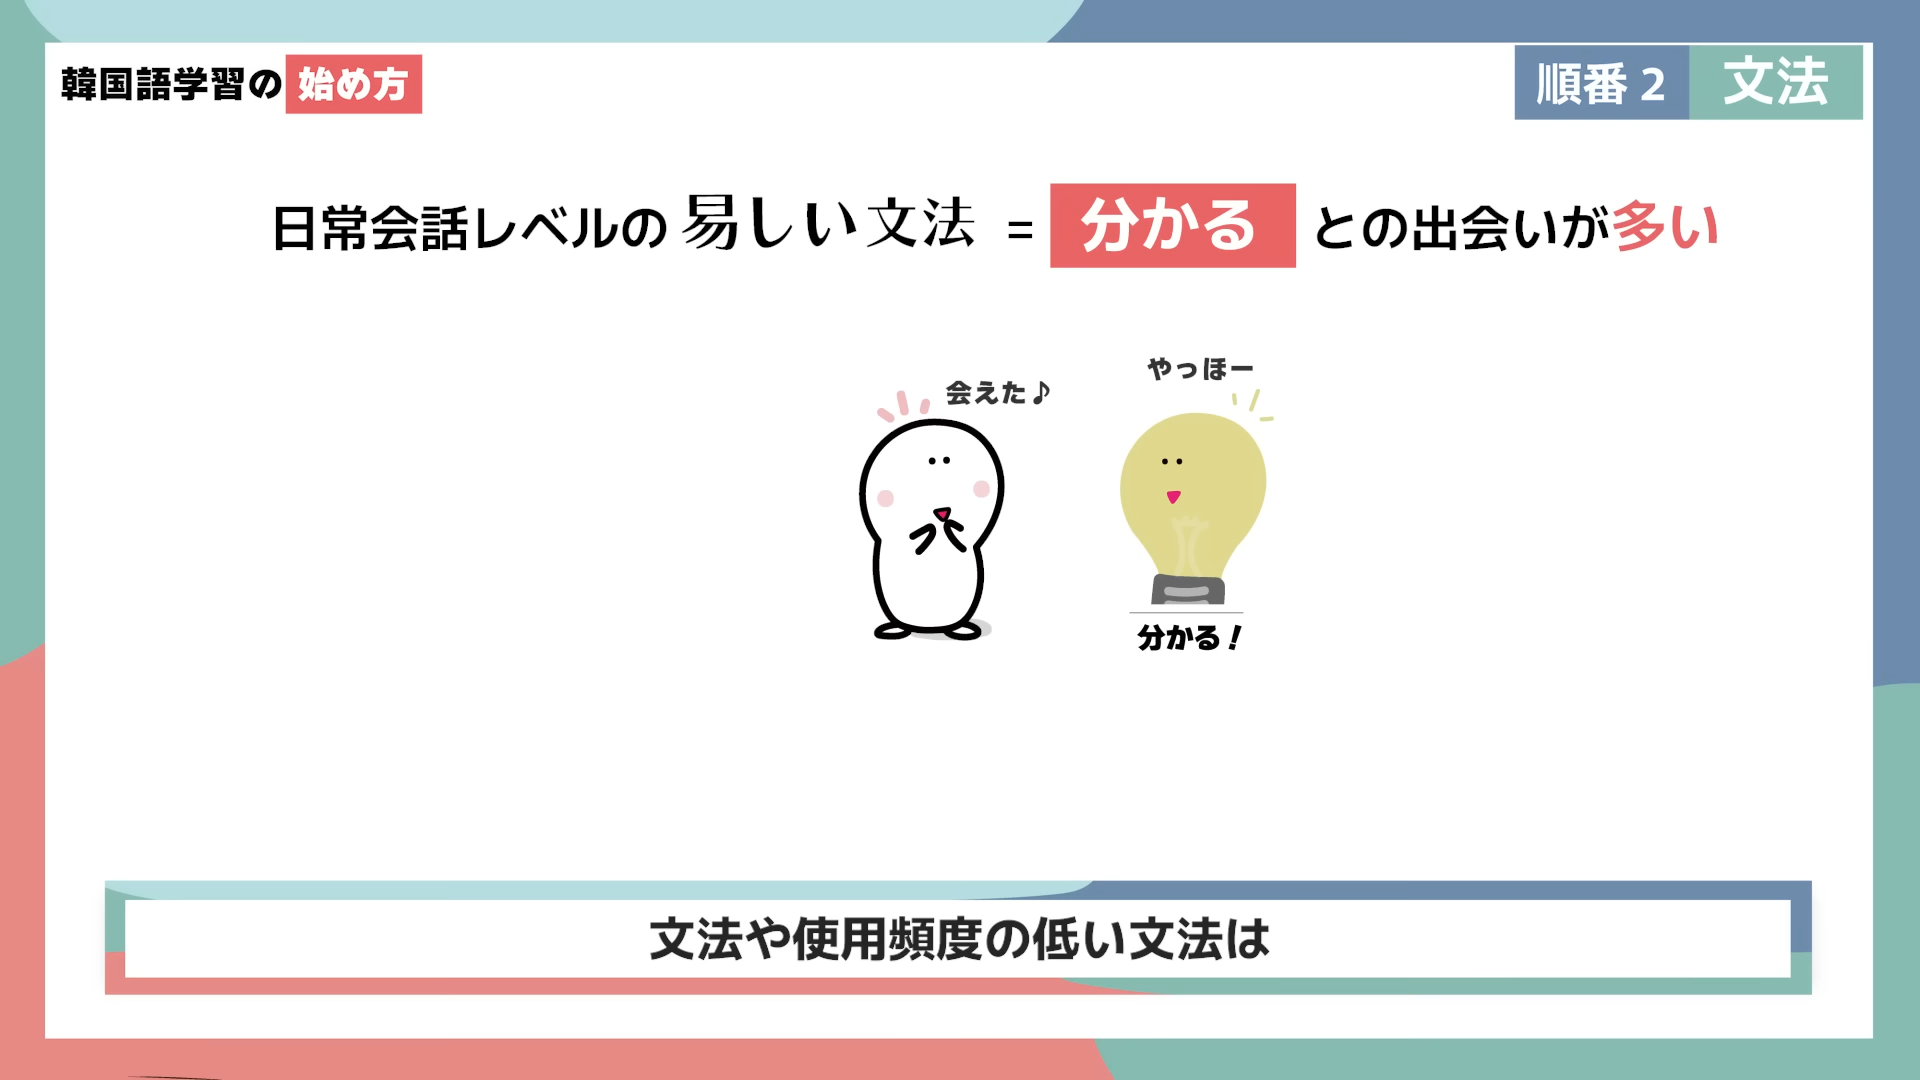 韓国語学習の始め方
順番2 文法
日常会話レベルの易しい文法 = 分かる との出会いが多い
やっほー
会えた♪
分かる!
文法や使用頻度の低い文法は